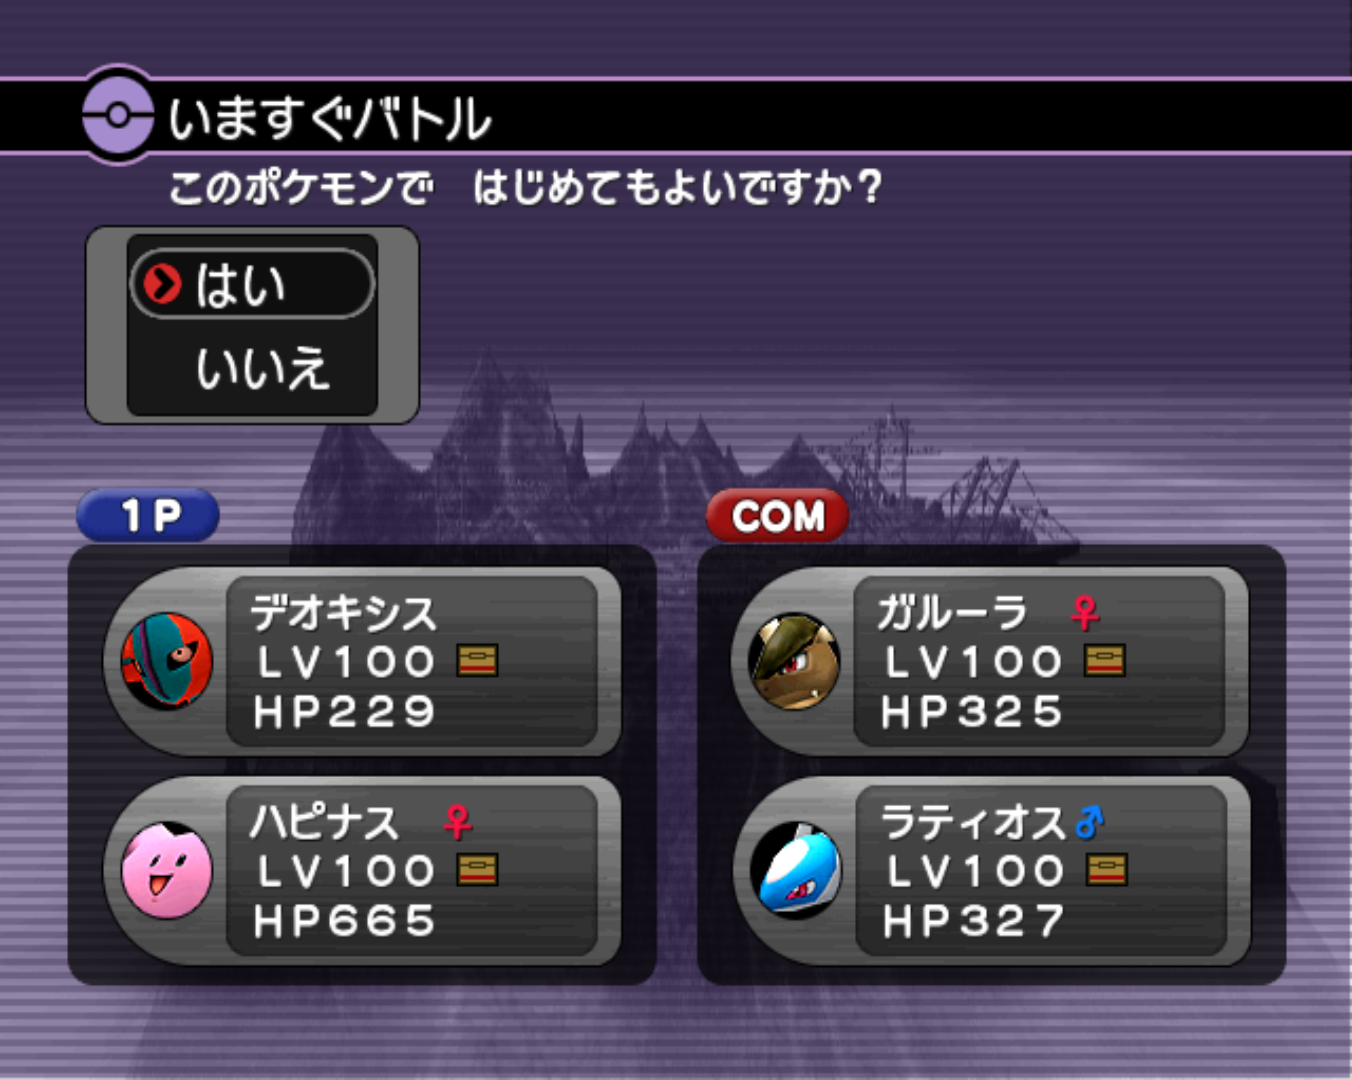 いますぐバトル
このポケモンで　はじめてもよいですか？
はい
いいえ
1P
デオキシス
LV100
HP229
ハピナス ♀
LV100
HP665
COM
ガルーラ ♀
LV100
HP325
ラティオス♂
LV100
HP327